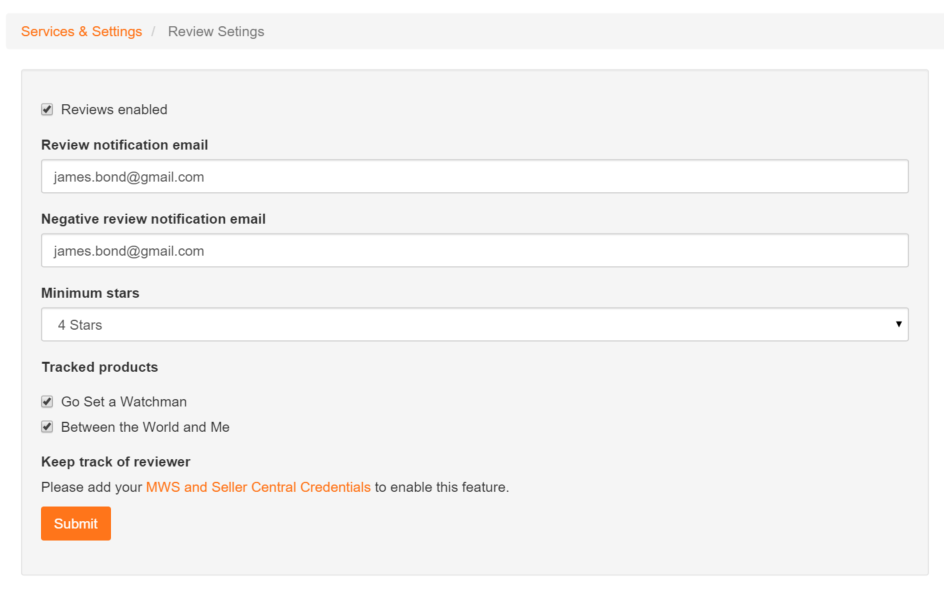 Services & Settings / Review Setings
Reviews enabled
Review notification email
james.bond@gmail.com
Negative review notification email
james.bond@gmail.com
Minimum stars
4 Stars
Tracked products
Go Set a Watchman
Between the World and Me
Keep track of reviewer
Please add your MWS and Seller Central Credentials to enable this feature.
Submit